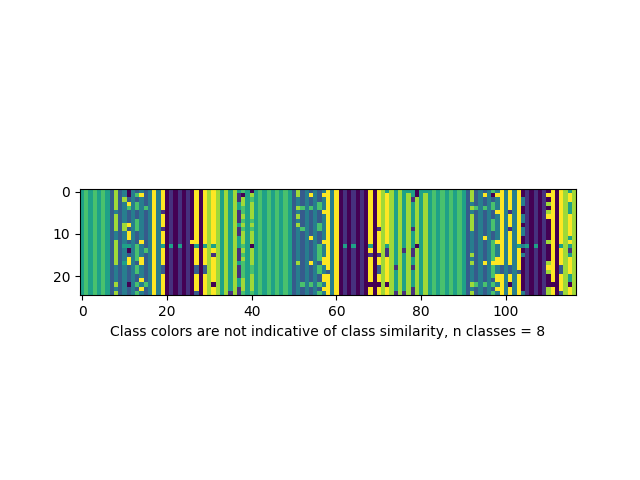 0
10
20
0 20 40 60 80 100
Class colors are not indicative of class similarity, n classes = 8